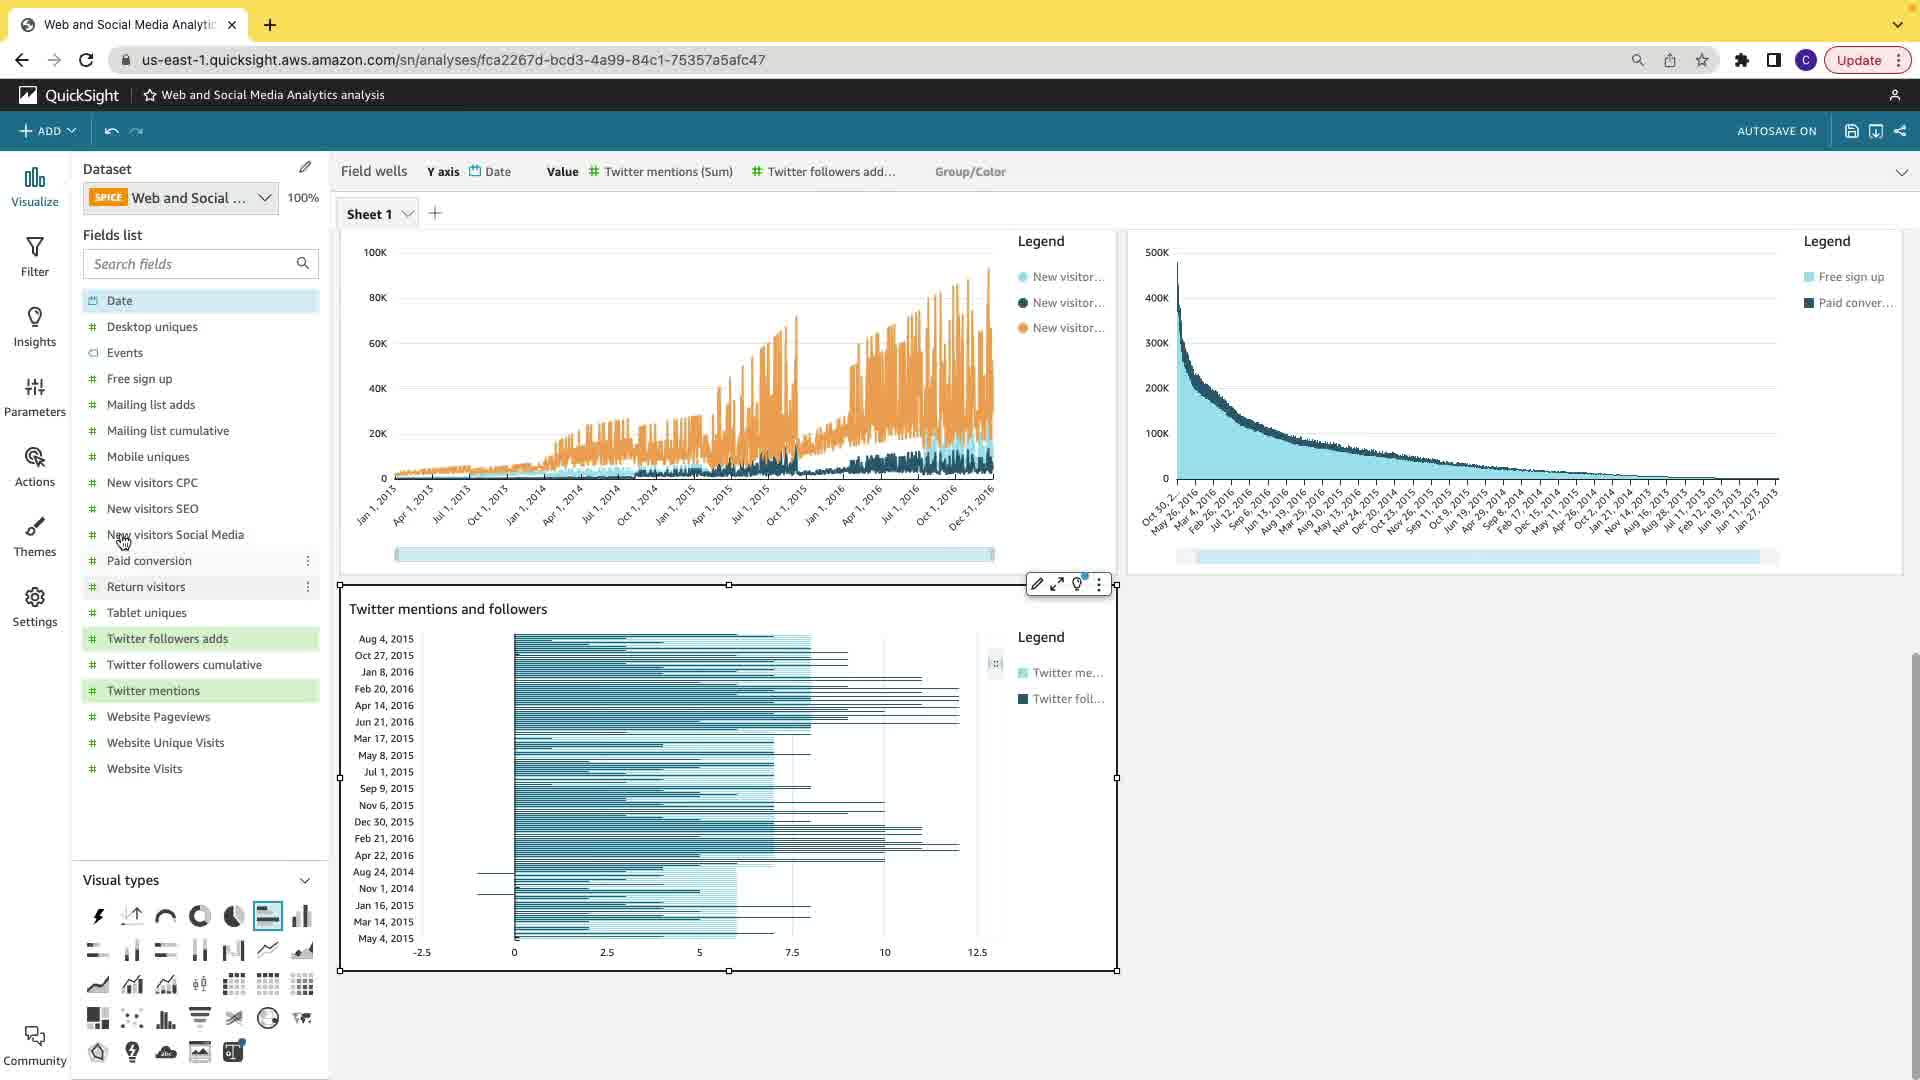 Web and Social Media Analytic
us-east-1.quicksight.aws.amazon.com/sn/analyses/fca2267d-bcd3-4a99-84c1-75357a5afc47
C
Update
QuickSight
Web and Social Media Analytics analysis
ADD
AUTOSAVE ON
Visualize
Filter
Insights
Parameters
Actions
Themes
Settings
Community
Dataset
SPICE Web and Social ... 100%
Fields list
Search fields
Date
Desktop uniques
Events
Free sign up
Mailing list adds
Mailing list cumulative
Mobile uniques
New visitors CPC
New visitors SEO
New visitors Social Media
Paid conversion
Return visitors
Tablet uniques
Twitter followers adds
Twitter followers cumulative
Twitter mentions
Website Pageviews
Website Unique Visits
Website Visits
Visual types
Field wells Y axis Date Value Twitter mentions (Sum) Twitter followers add... Group/Color
Sheet 1
100K
80K
60K
40K
20K
0
Jan 1, 2013
Apr 1, 2013
Jul 1, 2013
Oct 1, 2013
Jan 1, 2014
Apr 1, 2014
Jul 1, 2014
Oct 1, 2014
Jan 1, 2015
Apr 1, 2015
Jul 1, 2015
Oct 1, 2015
Jan 1, 2016
Apr 1, 2016
Jul 1, 2016
Oct 1, 2016
Dec 31, 2016
Legend
New visitor...
New visitor...
New visitor...
500K
400K
300K
200K
100K
0
Oct 30, 2...
May 26, 2016
Mar 4, 2016
Feb 26, 2016
Jul 12, 2016
Sep 6, 2016
Jun 13, 2016
Aug 19, 2016
Mar 25, 2016
Aug 18, 2015
May 13, 2016
Nov 24, 2015
Dec 20, 2014
Oct 23, 2015
Nov 26, 2015
Sep 11, 2015
Oct 9, 2015
Jun 19, 2015
Apr 29, 2014
Sep 8, 2014
Feb 17, 2014
Dec 15, 2014
May 11, 2015
Apr 26, 2014
Oct 2, 2014
Jan 21, 2014
Nov 14, 2013
Aug 16, 2013
Aug 28, 2013
Jul 11, 2013
Feb 12, 2013
Jun 19, 2013
Jun 13, 2013
Jan 27, 2013
Legend
Free sign up
Paid conver...
Twitter mentions and followers
Aug 4, 2015
Oct 27, 2015
Jan 8, 2016
Feb 20, 2016
Apr 14, 2016
Jun 21, 2016
Mar 17, 2015
May 8, 2015
Jul 1, 2015
Sep 9, 2015
Nov 6, 2015
Dec 30, 2015
Feb 21, 2016
Apr 22, 2016
Aug 24, 2014
Nov 1, 2014
Jan 16, 2015
Mar 14, 2015
May 4, 2015
-2.5 0 2.5 5 7.5 10 12.5
Legend
Twitter me...
Twitter foll...